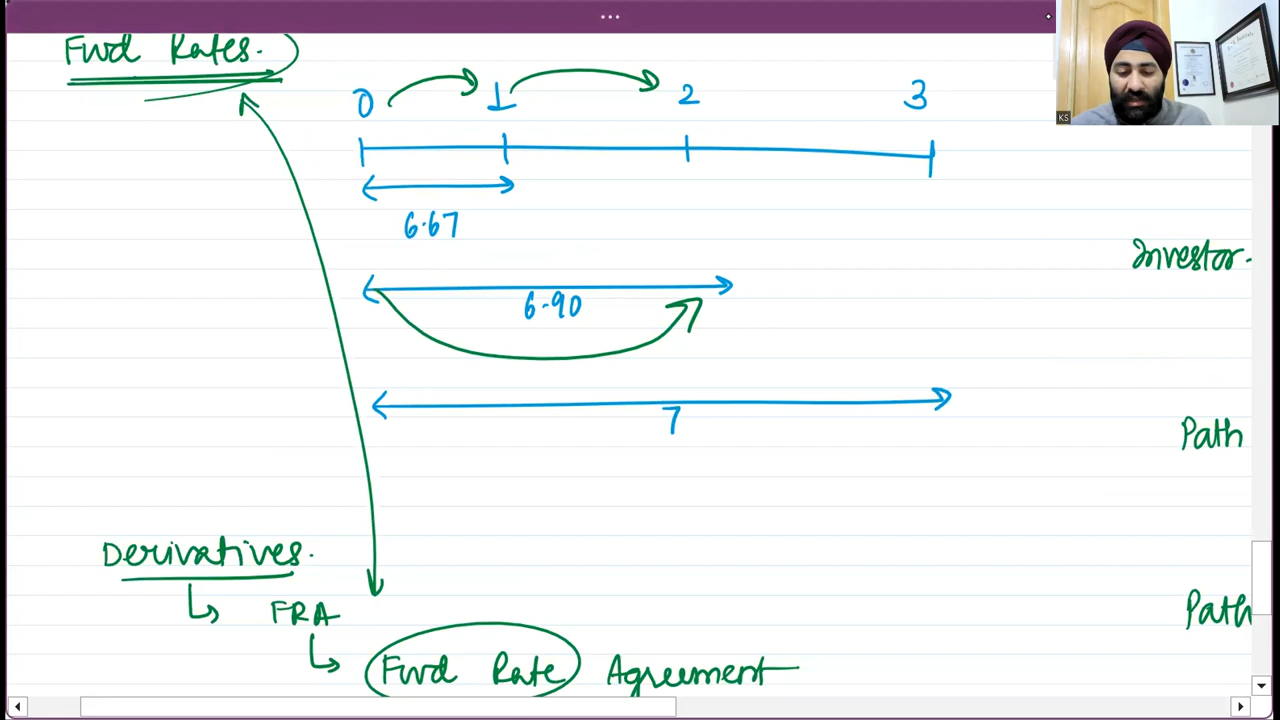 Fwd Rates.
0 1 2 3
6.67
Investor.
6.90
7
Path
Derivatives.
FRA
Path
Fwd Rate Agreement
KS